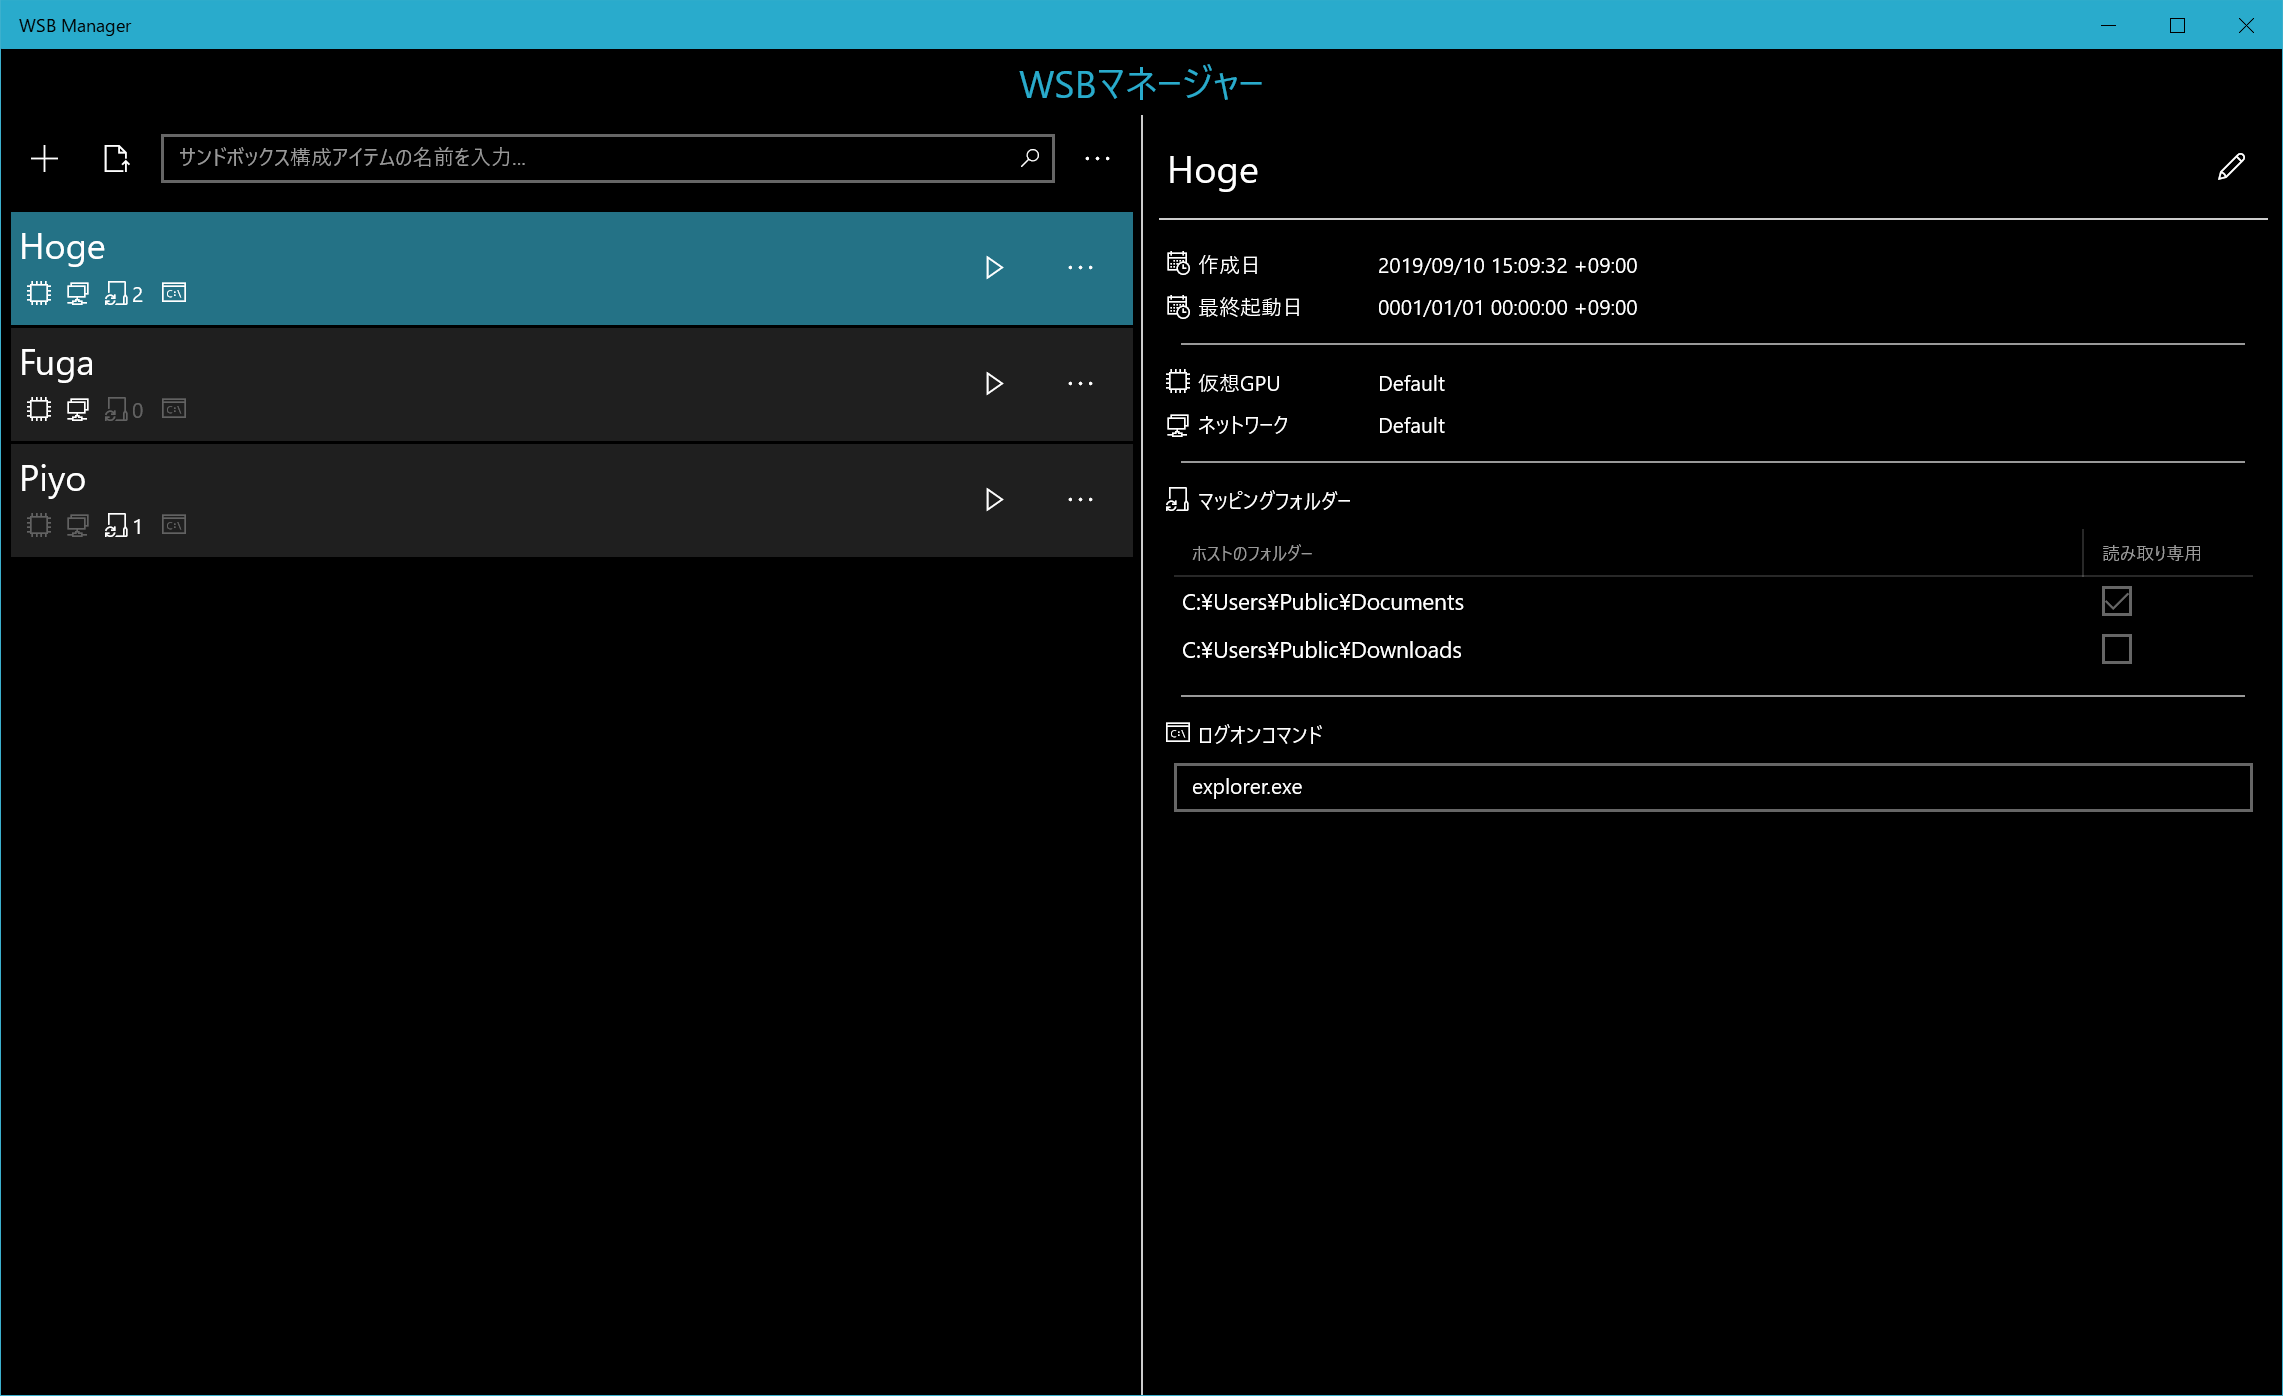 WSB Manager
WSBマネージャー
サンドボックス構成アイテムの名前を入力...
Hoge
2
C:\
Fuga
0
C:\
Piyo
1
C:\
Hoge
作成日 2019/09/10 15:09:32 +09:00
最終起動日 0001/01/01 00:00:00 +09:00
仮想GPU Default
ネットワーク Default
マッピングフォルダー
ホストのフォルダー 読み取り専用
C:¥Users¥Public¥Documents
C:¥Users¥Public¥Downloads
C:\ ログオンコマンド
explorer.exe